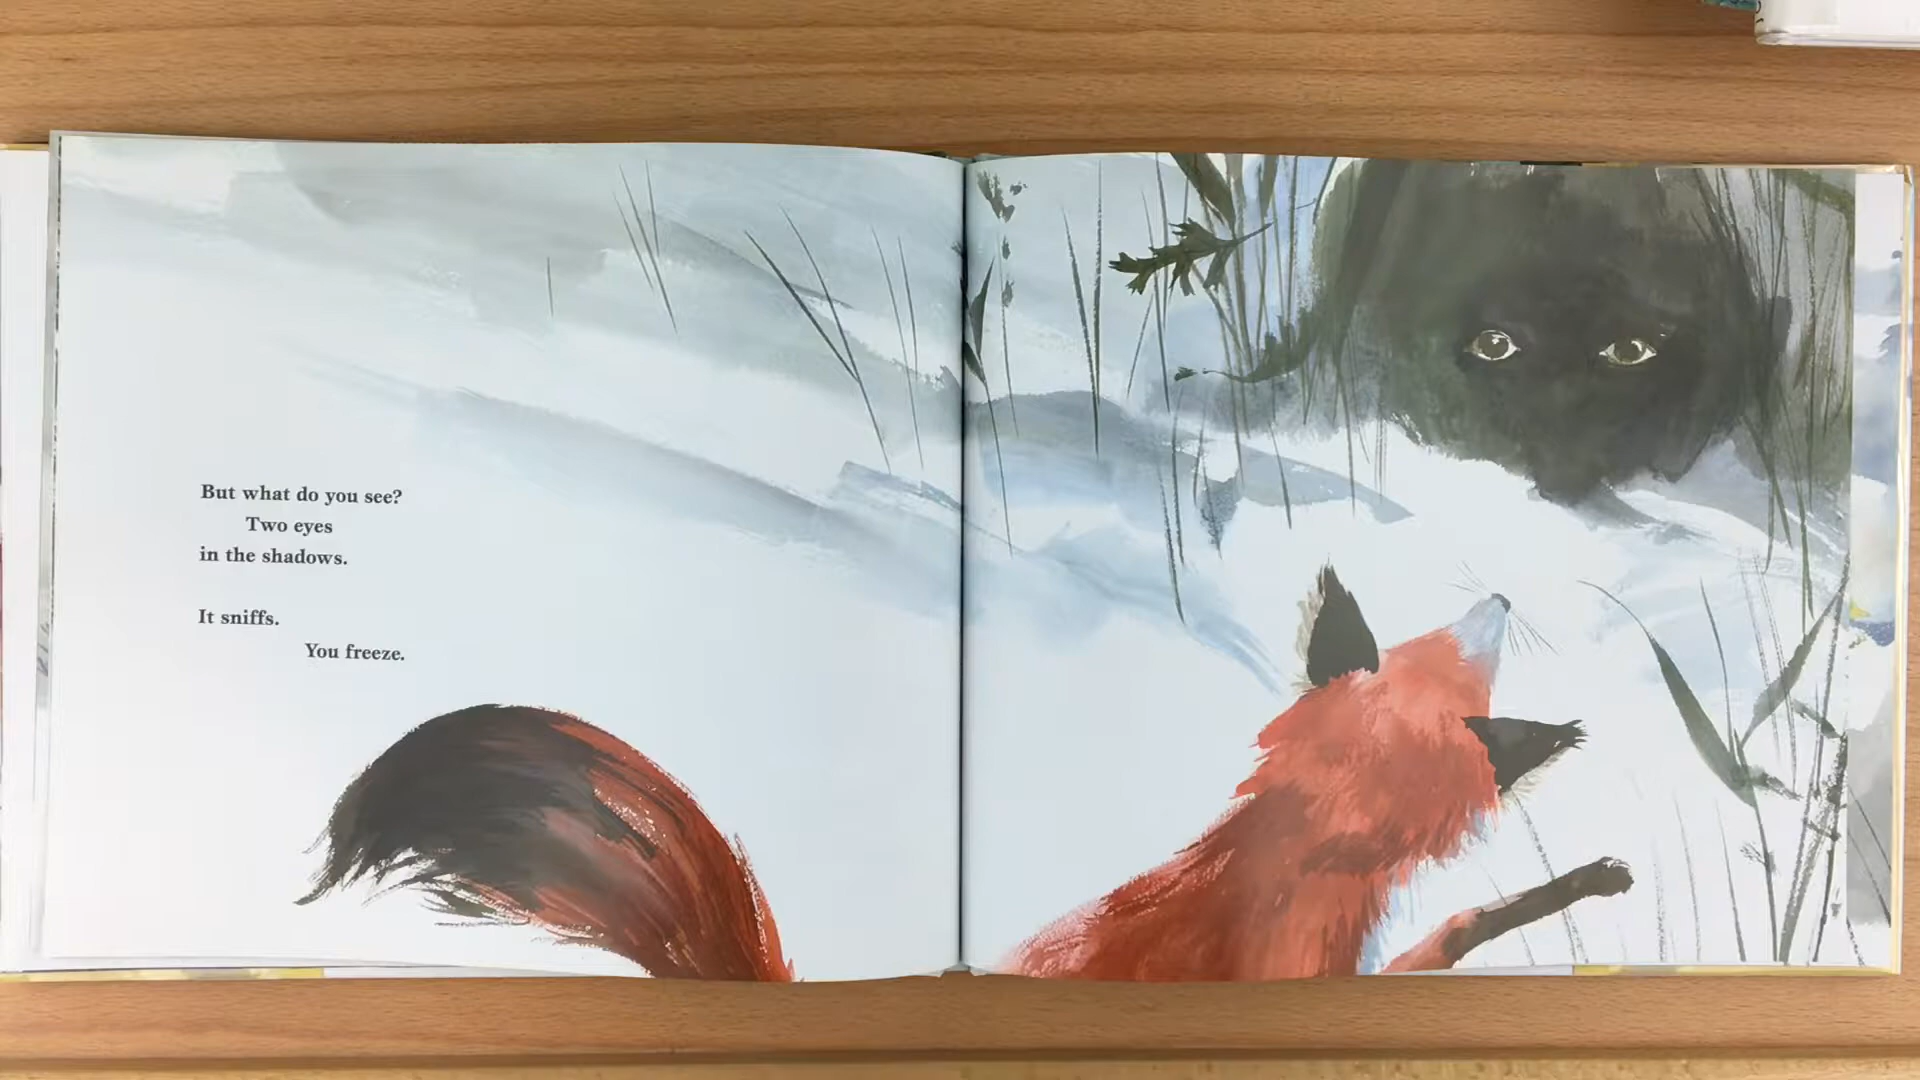 But what do you see?
Two eyes
in the shadows.
It sniffs.
You freeze.